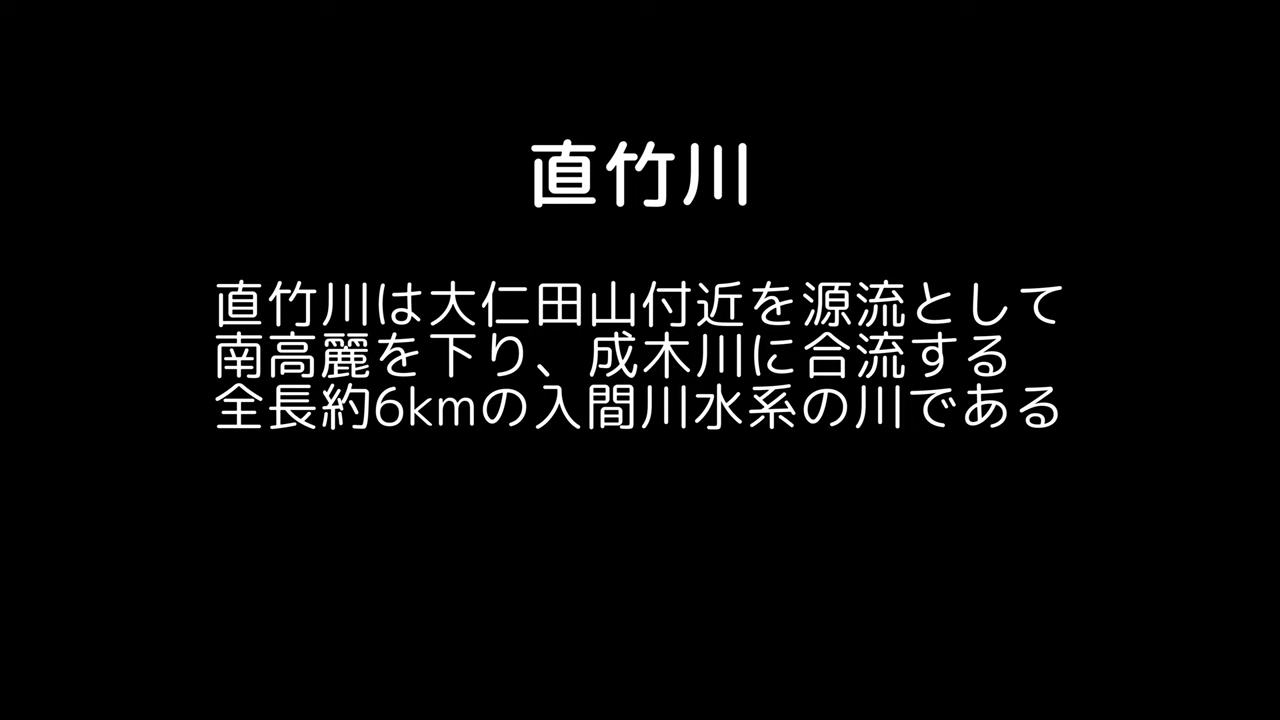 直竹川
直竹川は大仁田山付近を源流として
南高麗を下り、成木川に合流する
全長約6kmの入間川水系の川である